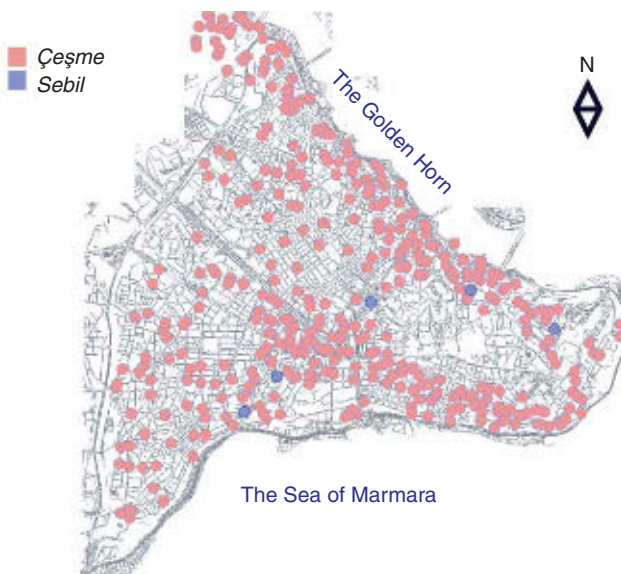 Çeşme
Sebil
N
The Golden Horn
The Sea of Marmara